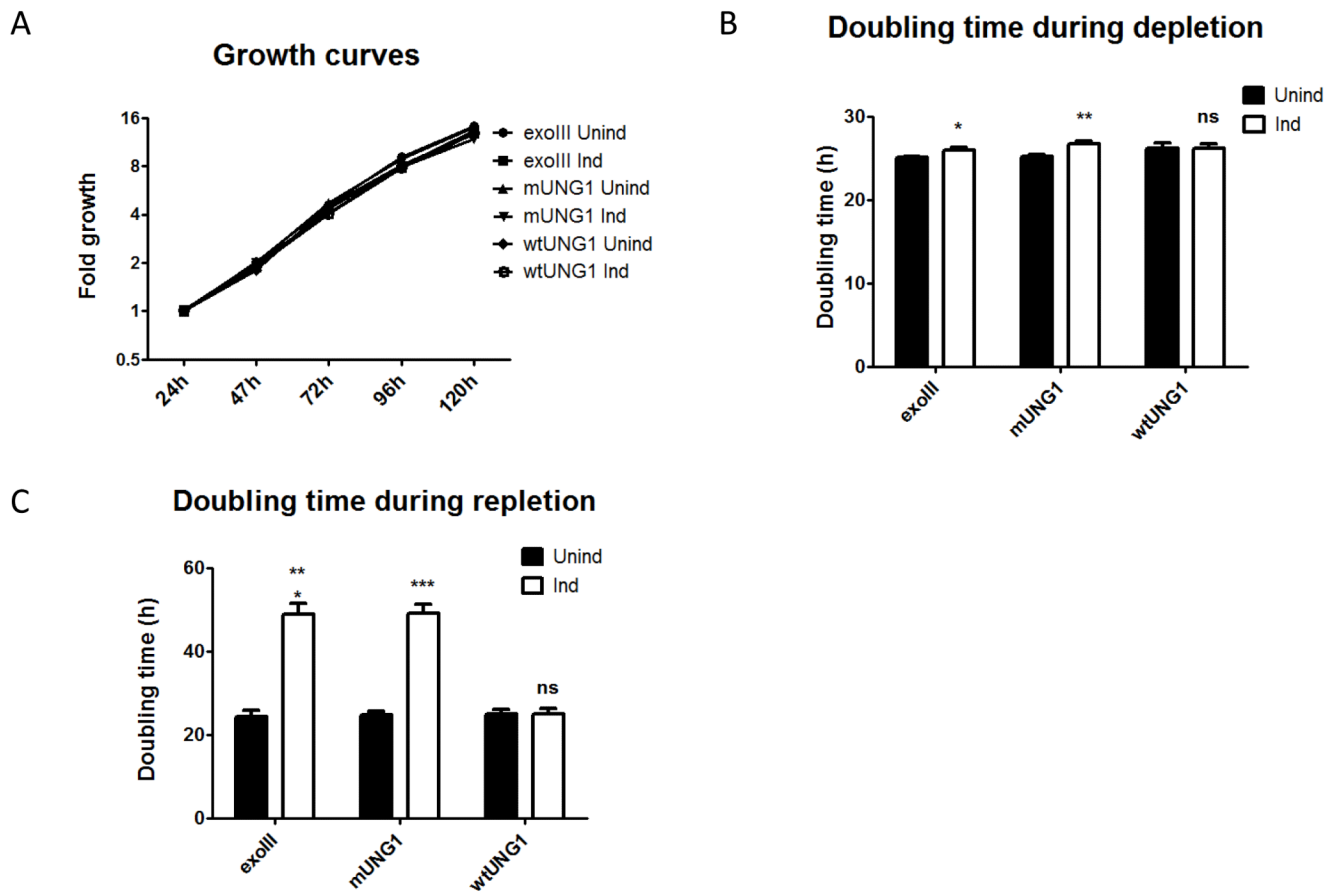 A
Growth curves
Fold growth
16
8
4
2
1
0.5
24h
47h
72h
96h
120h
exoIII Unind
exoIII Ind
mUNG1 Unind
mUNG1 Ind
wtUNG1 Unind
wtUNG1 Ind
B
Doubling time during depletion
Doubling time (h)
30
20
10
0
*
**
ns
Unind
Ind
exoIII
mUNG1
wtUNG1
C
Doubling time during repletion
Doubling time (h)
60
40
20
0
**
*
***
ns
Unind
Ind
exoIII
mUNG1
wtUNG1